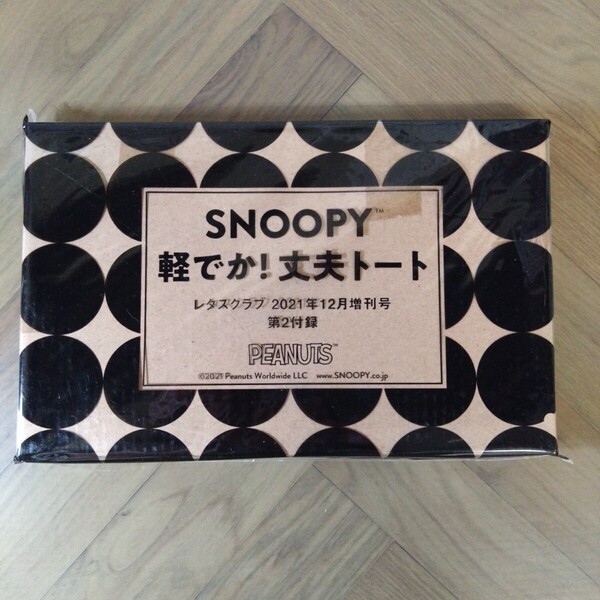 SNOOPY™
軽でか!丈夫トート
レタスクラブ 2021年12月増刊号
第2付録
PEANUTS™
©2021 Peanuts Worldwide LLC www.SNOOPY.co.jp